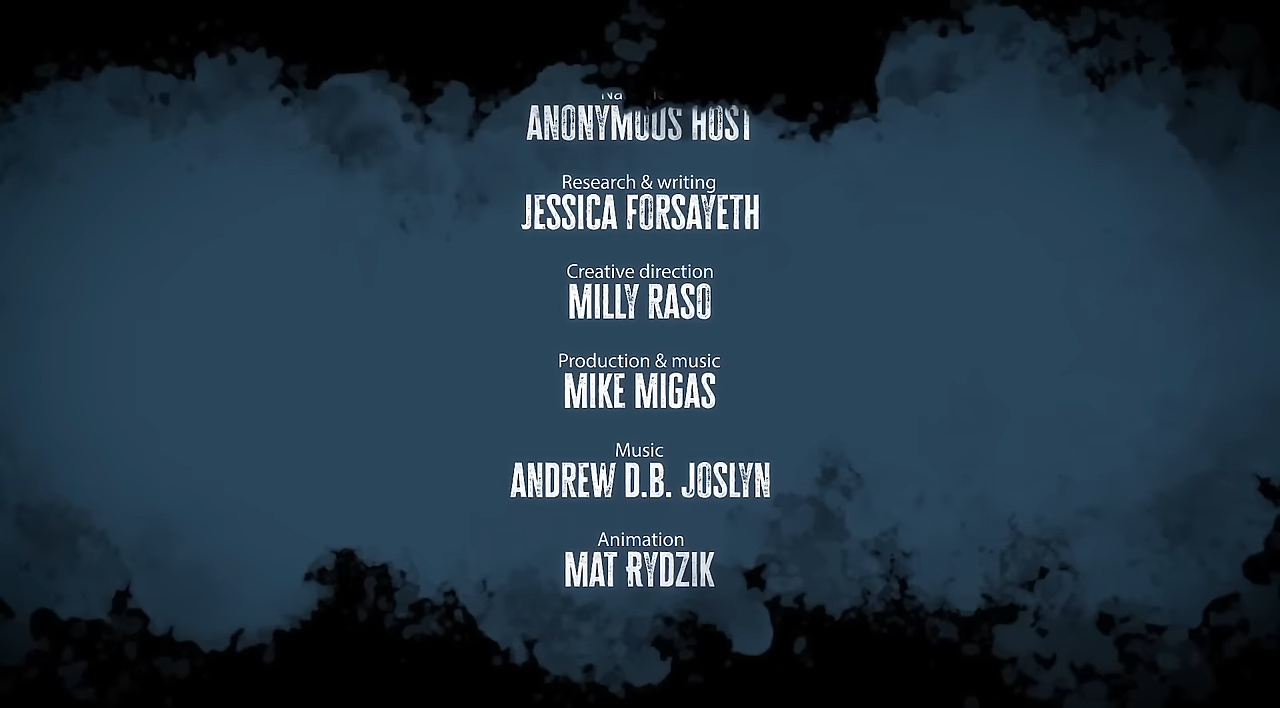 ANONYMOUS HOST
Research & writing
JESSICA FORSAYETH
Creative direction
MILLY RASO
Production & music
MIKE MIGAS
Music
ANDREW D.B. JOSLYN
Animation
MAT RYDZIK